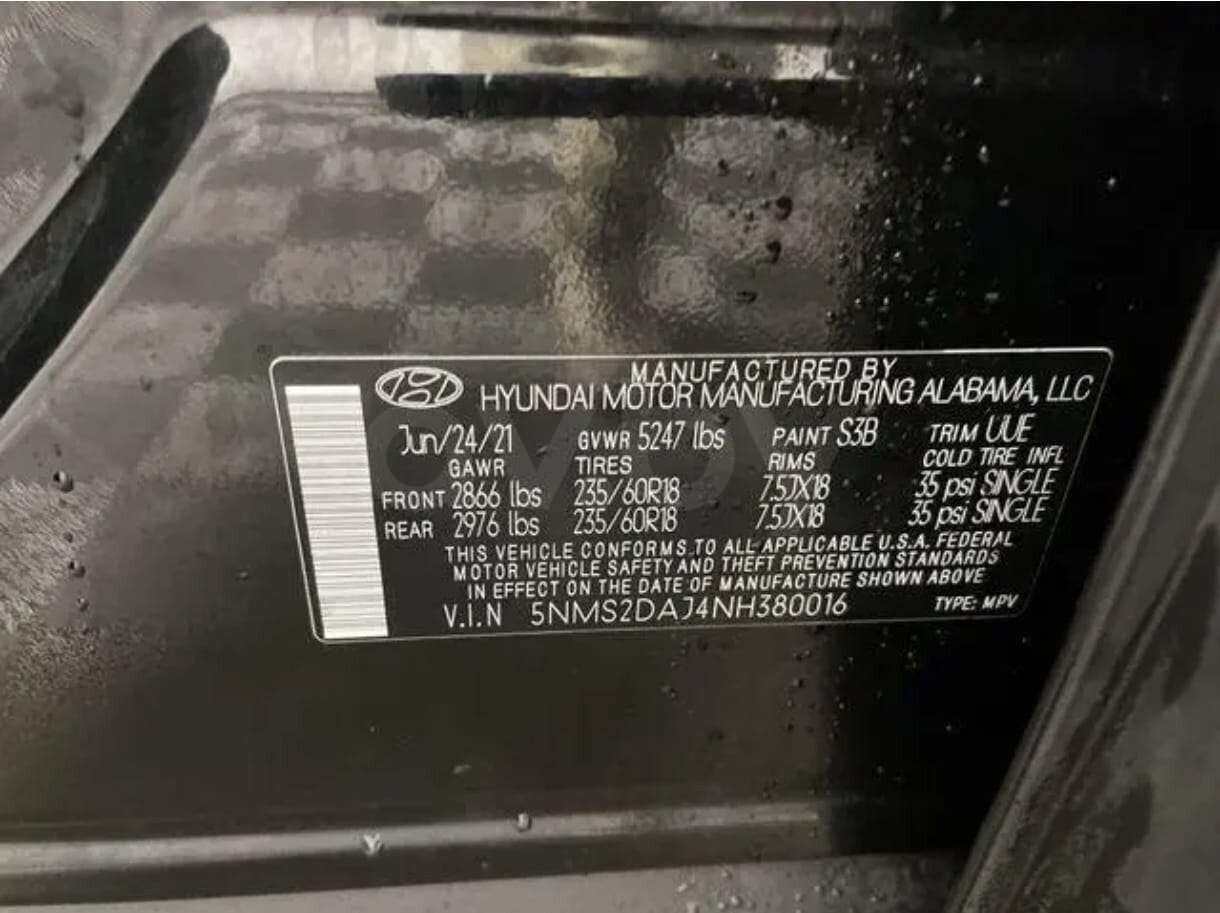 MANUFACTURED BY
HYUNDAI MOTOR MANUFACTURING ALABAMA, LLC
Jun/24/21 GVWR 5247 lbs PAINT S3B TRIM UUE
GAWR TIRES RIMS COLD TIRE INFL
FRONT 2866 lbs 235/60R18 7.5JX18 35 psi SINGLE
REAR 2976 lbs 235/60R18 7.5JX18 35 psi SINGLE
THIS VEHICLE CONFORMS TO ALL APPLICABLE U.S.A. FEDERAL
MOTOR VEHICLE SAFETY AND THEFT PREVENTION STANDARDS
IN EFFECT ON THE DATE OF MANUFACTURE SHOWN ABOVE
V.I.N 5NMS2DAJ4NH380016 TYPE: MPV